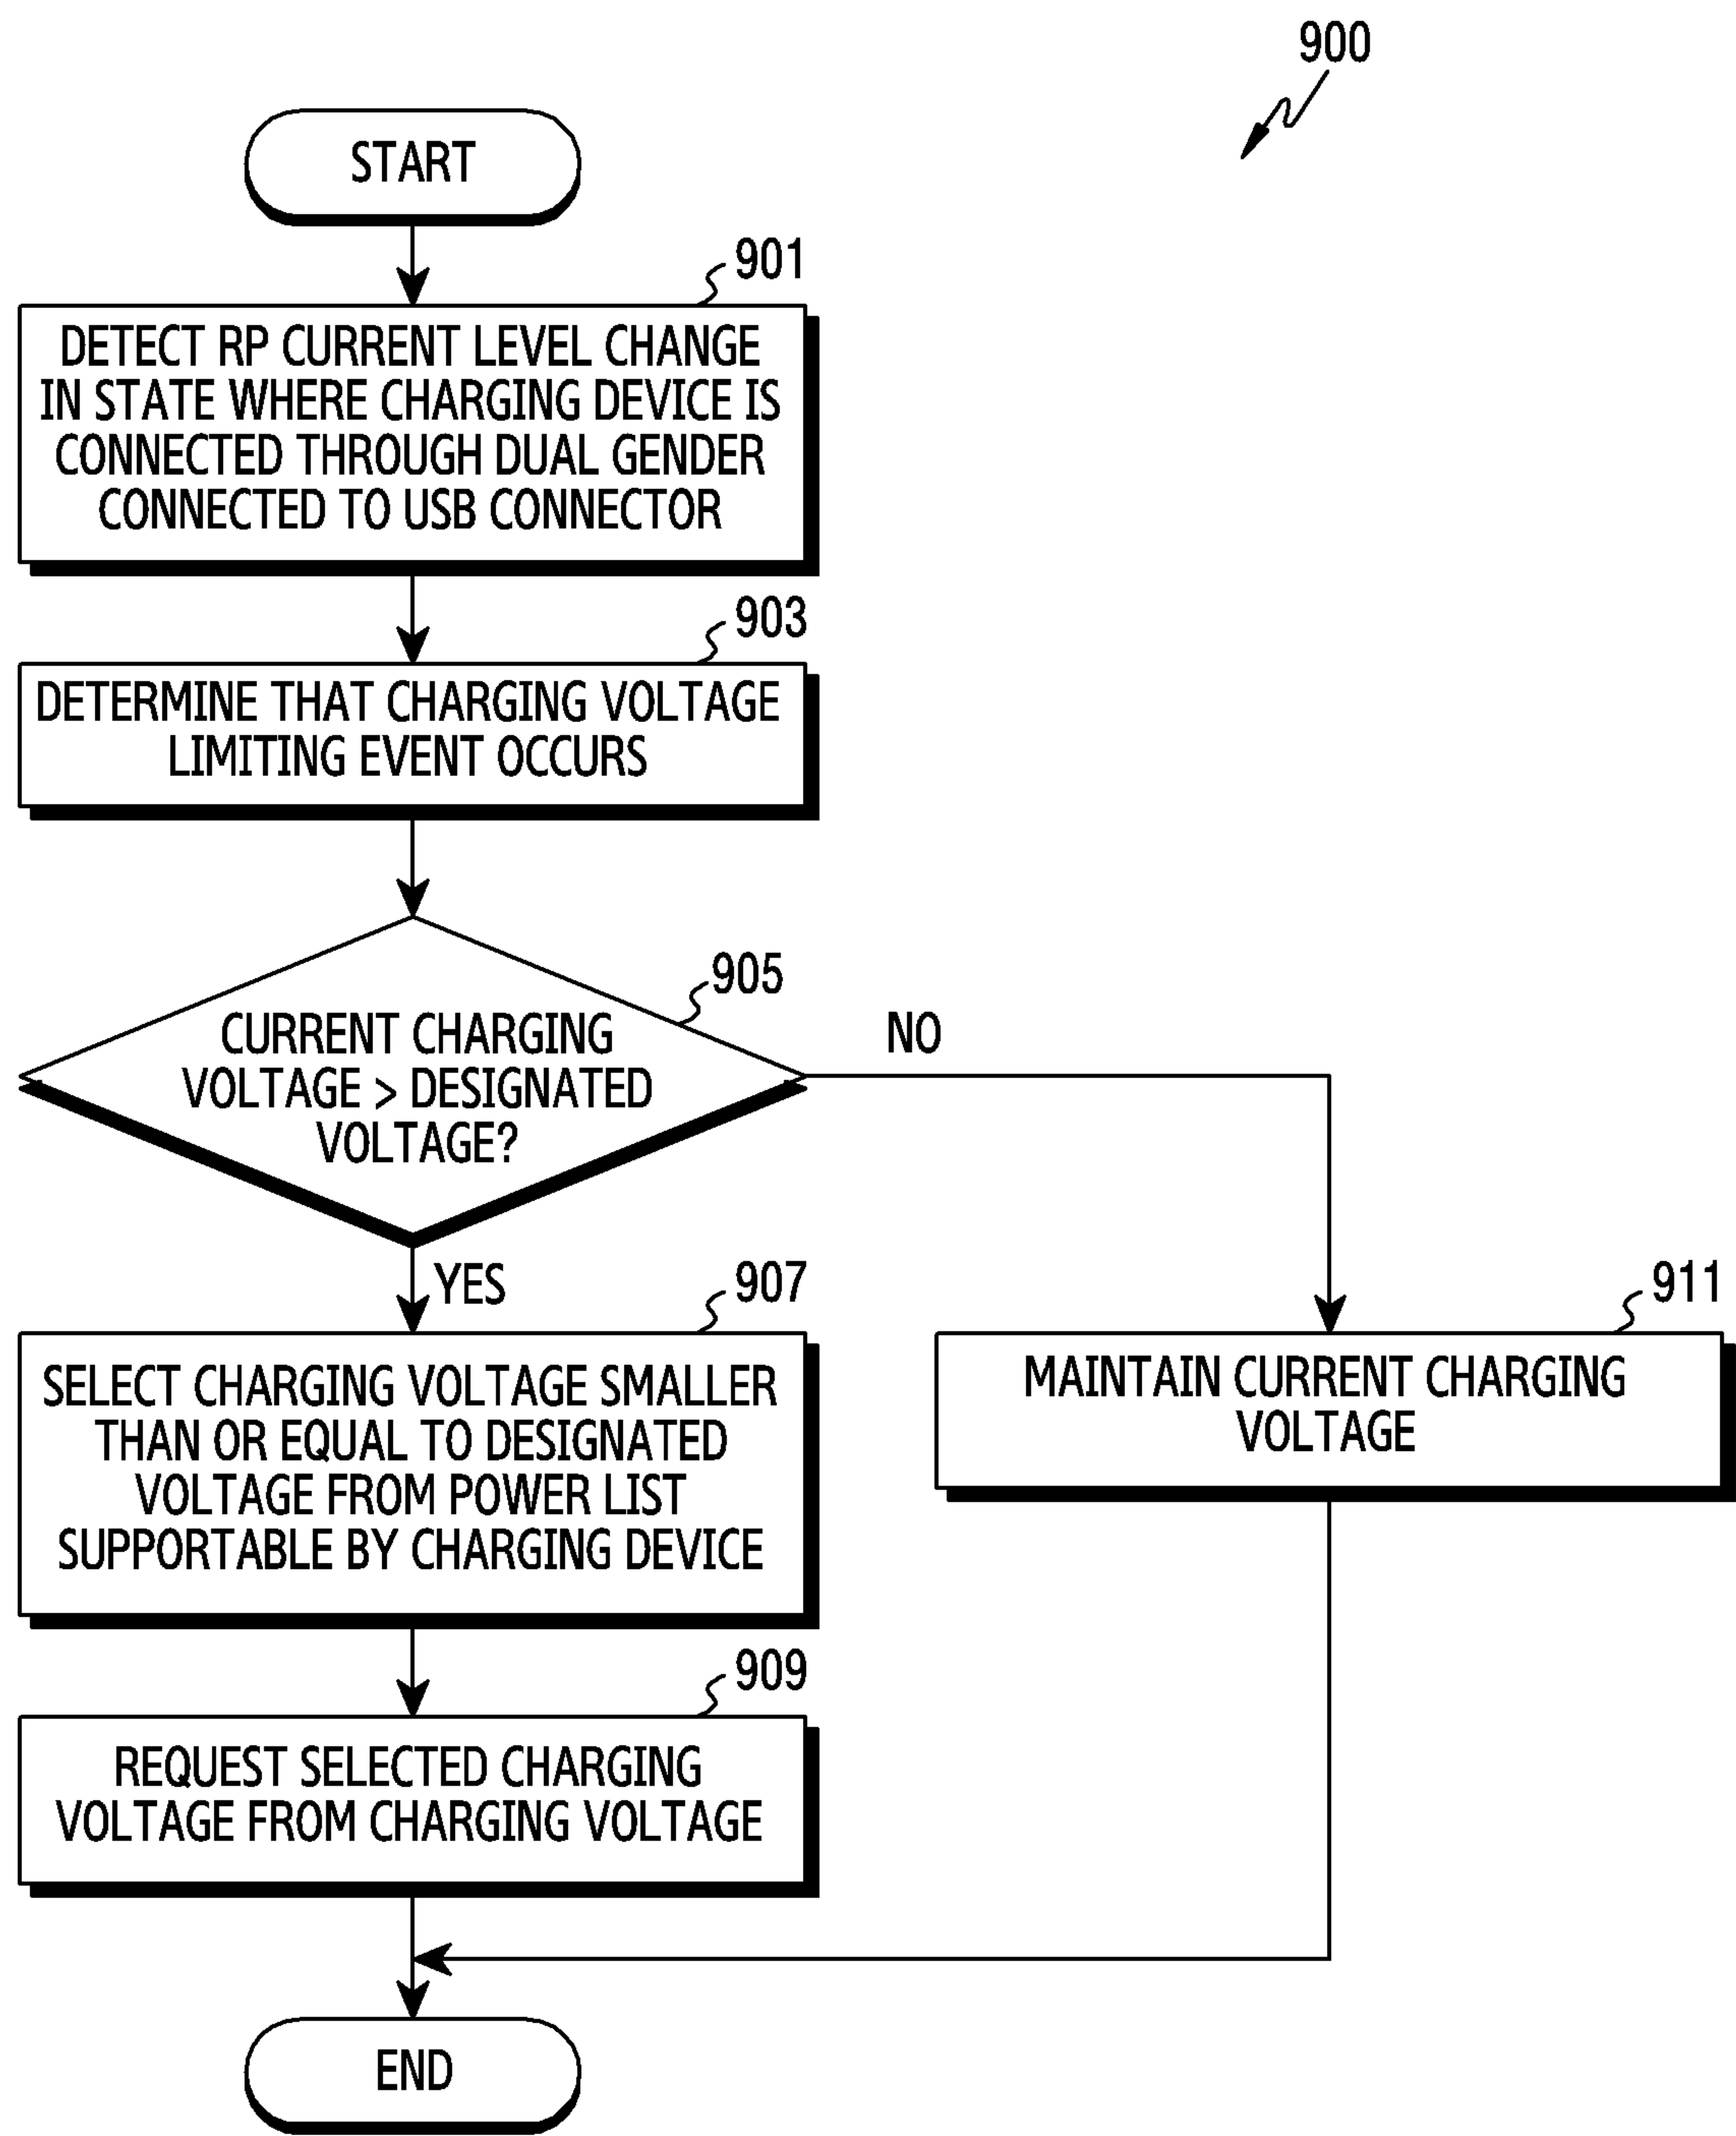 900
START
901
DETECT RP CURRENT LEVEL CHANGE
IN STATE WHERE CHARGING DEVICE IS
CONNECTED THROUGH DUAL GENDER
CONNECTED TO USB CONNECTOR
903
DETERMINE THAT CHARGING VOLTAGE
LIMITING EVENT OCCURS
905
CURRENT CHARGING
VOLTAGE > DESIGNATED
VOLTAGE?
NO
YES
907
SELECT CHARGING VOLTAGE SMALLER
THAN OR EQUAL TO DESIGNATED
VOLTAGE FROM POWER LIST
SUPPORTABLE BY CHARGING DEVICE
911
MAINTAIN CURRENT CHARGING
VOLTAGE
909
REQUEST SELECTED CHARGING
VOLTAGE FROM CHARGING VOLTAGE
END